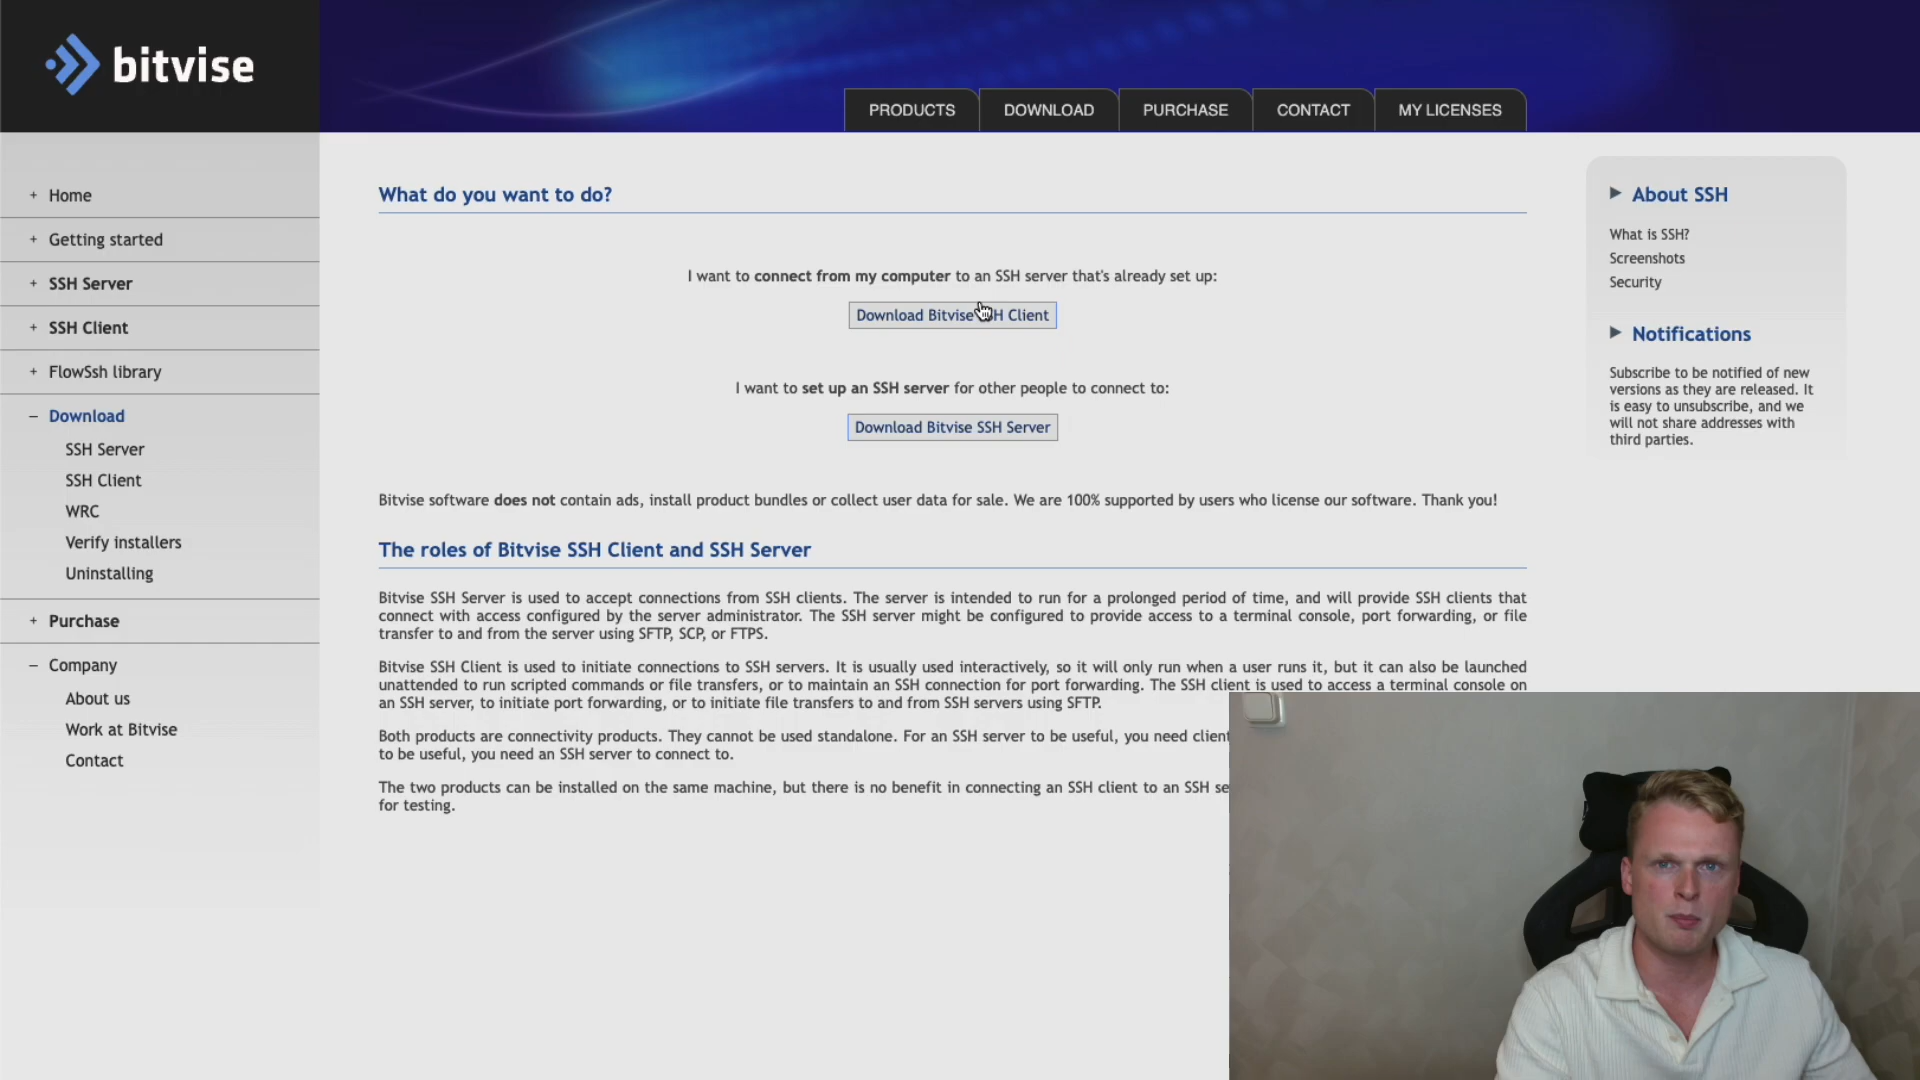 bitvise
PRODUCTS
DOWNLOAD
PURCHASE
CONTACT
MY LICENSES
+ Home
+ Getting started
+ SSH Server
+ SSH Client
+ FlowSsh library
– Download
SSH Server
SSH Client
WRC
Verify installers
Uninstalling
+ Purchase
– Company
About us
Work at Bitvise
Contact
What do you want to do?
I want to connect from my computer to an SSH server that's already set up:
Download Bitvise SSH Client
I want to set up an SSH server for other people to connect to:
Download Bitvise SSH Server
Bitvise software does not contain ads, install product bundles or collect user data for sale. We are 100% supported by users who license our software. Thank you!
The roles of Bitvise SSH Client and SSH Server
Bitvise SSH Server is used to accept connections from SSH clients. The server is intended to run for a prolonged period of time, and will provide SSH clients that
connect with access configured by the server administrator. The SSH server might be configured to provide access to a terminal console, port forwarding, or file
transfer to and from the server using SFTP, SCP, or FTPS.
Bitvise SSH Client is used to initiate connections to SSH servers. It is usually used interactively, so it will only run when a user runs it, but it can also be launched
unattended to run scripted commands or file transfers, or to maintain an SSH connection for port forwarding. The SSH client is used to access a terminal console on
an SSH server, to initiate port forwarding, or to initiate file transfers to and from SSH servers using SFTP.
Both products are connectivity products. They cannot be used standalone. For an SSH server to be useful, you need client
to be useful, you need an SSH server to connect to.
The two products can be installed on the same machine, but there is no benefit in connecting an SSH client to an SSH se
for testing.
About SSH
What is SSH?
Screenshots
Security
Notifications
Subscribe to be notified of new
versions as they are released. It
is easy to unsubscribe, and we
will not share addresses with
third parties.